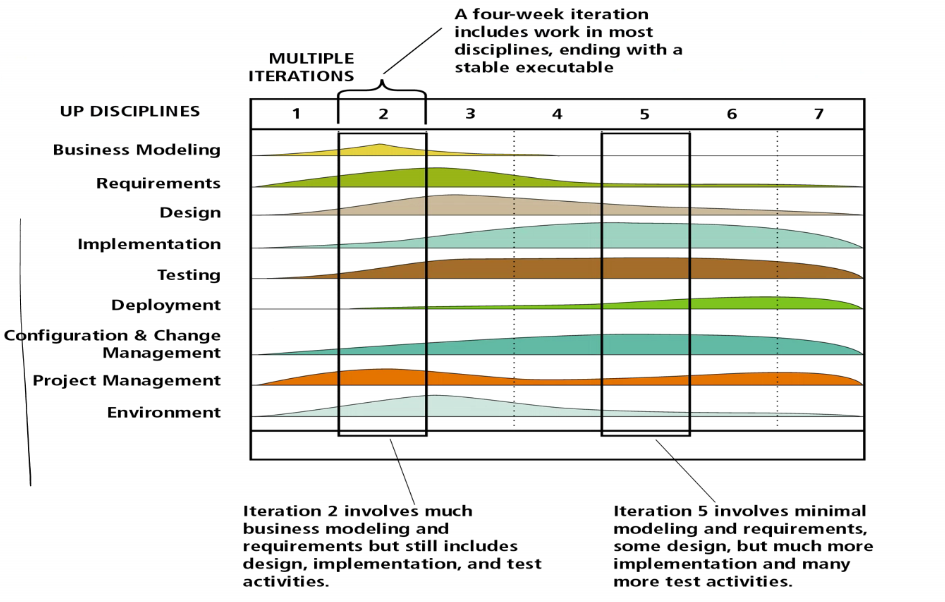 A four-week iteration
includes work in most
disciplines, ending with a
stable executable
MULTIPLE
ITERATIONS
UP DISCIPLINES
1 2 3 4 5 6 7
Business Modeling
Requirements
Design
Implementation
Testing
Deployment
Configuration & Change
Management
Project Management
Environment
Iteration 2 involves much
business modeling and
requirements but still includes
design, implementation, and test
activities.
Iteration 5 involves minimal
modeling and requirements,
some design, but much more
implementation and many
more test activities.